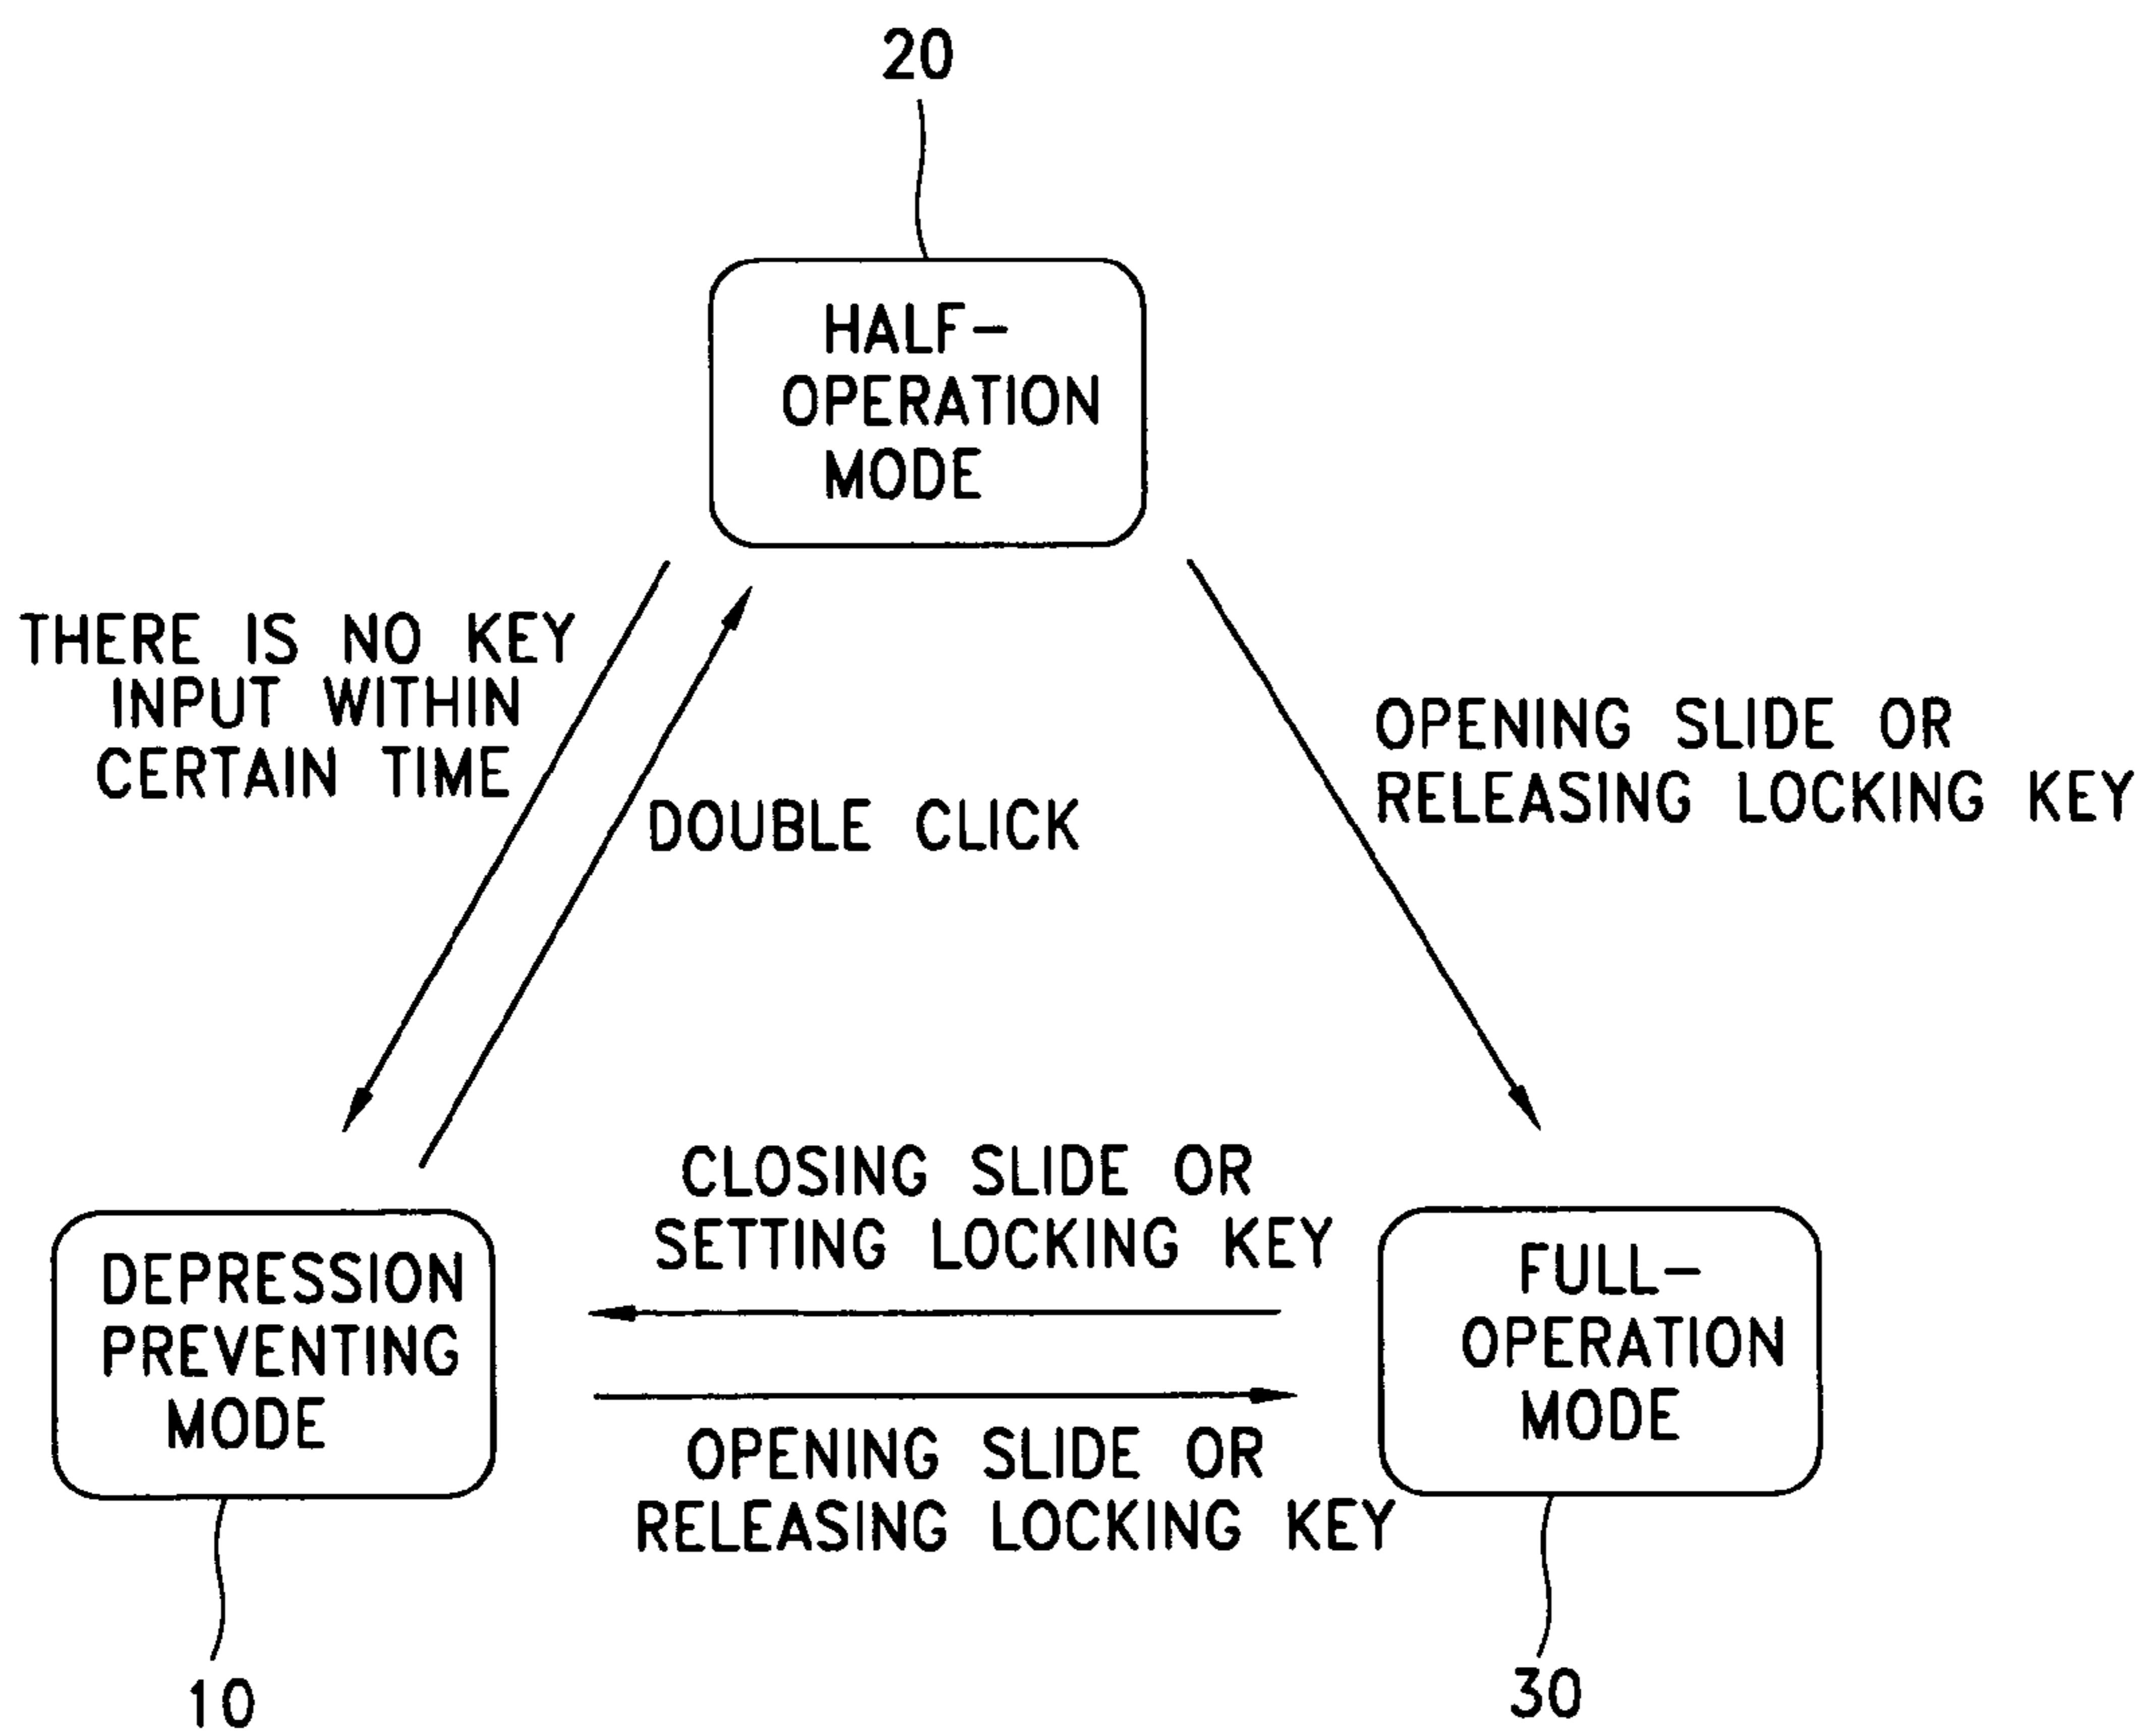 20
HALF-
OPERATION
MODE
THERE IS NO KEY
INPUT WITHIN
CERTAIN TIME
DOUBLE CLICK
OPENING SLIDE OR
RELEASING LOCKING KEY
CLOSING SLIDE OR
SETTING LOCKING KEY
DEPRESSION
PREVENTING
MODE
FULL-
OPERATION
MODE
OPENING SLIDE OR
RELEASING LOCKING KEY
10
30